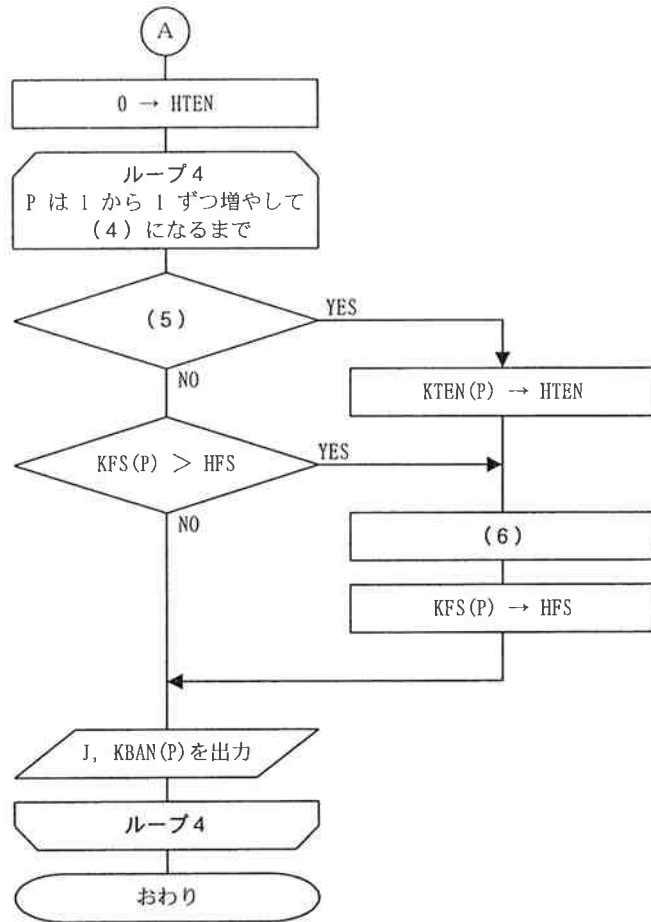 A
0 → HTEN
ループ4
P は 1 から 1 ずつ増やして
(4) になるまで
(5)
YES
NO
KTEN(P) → HTEN
KFS(P) > HFS
YES
NO
(6)
KFS(P) → HFS
J, KBAN(P)を出力
ループ4
おわり